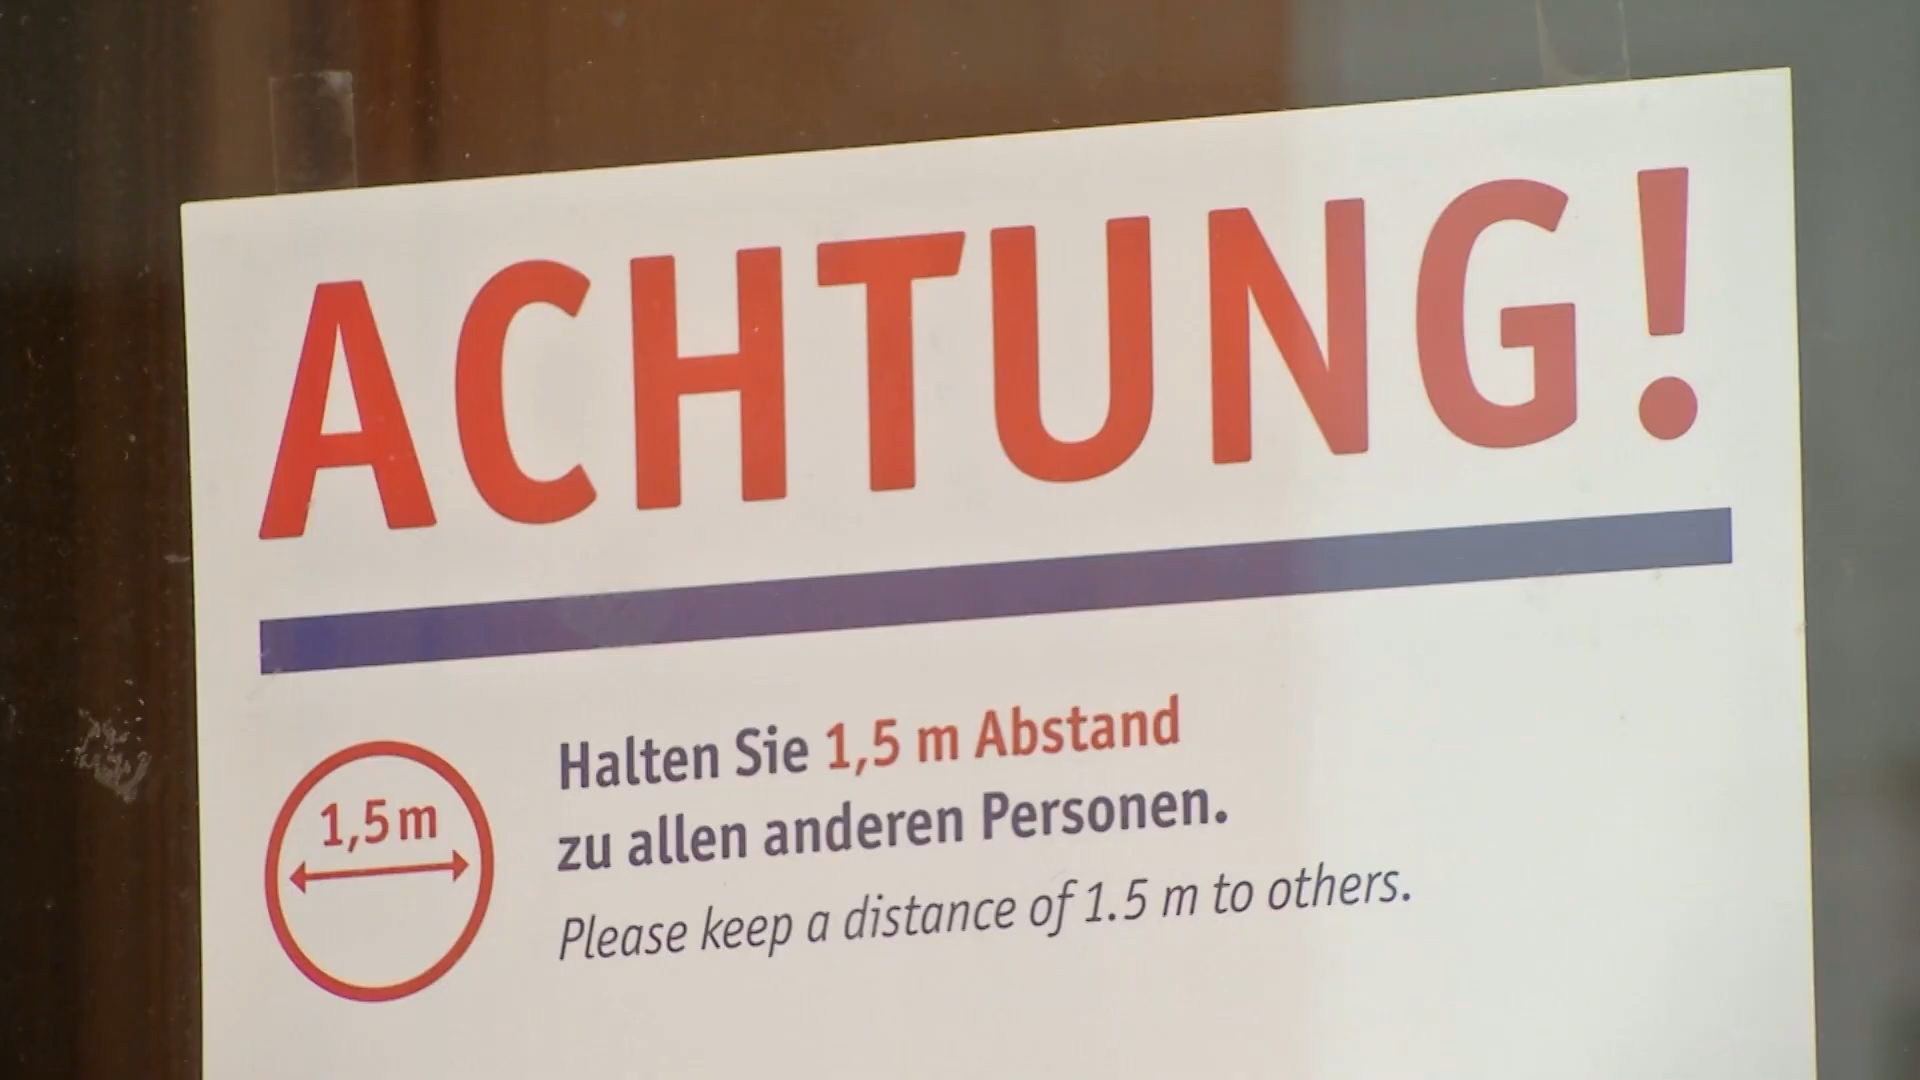 ACHTUNG!
1,5 m
Halten Sie 1,5 m Abstand
zu allen anderen Personen.
Please keep a distance of 1.5 m to others.